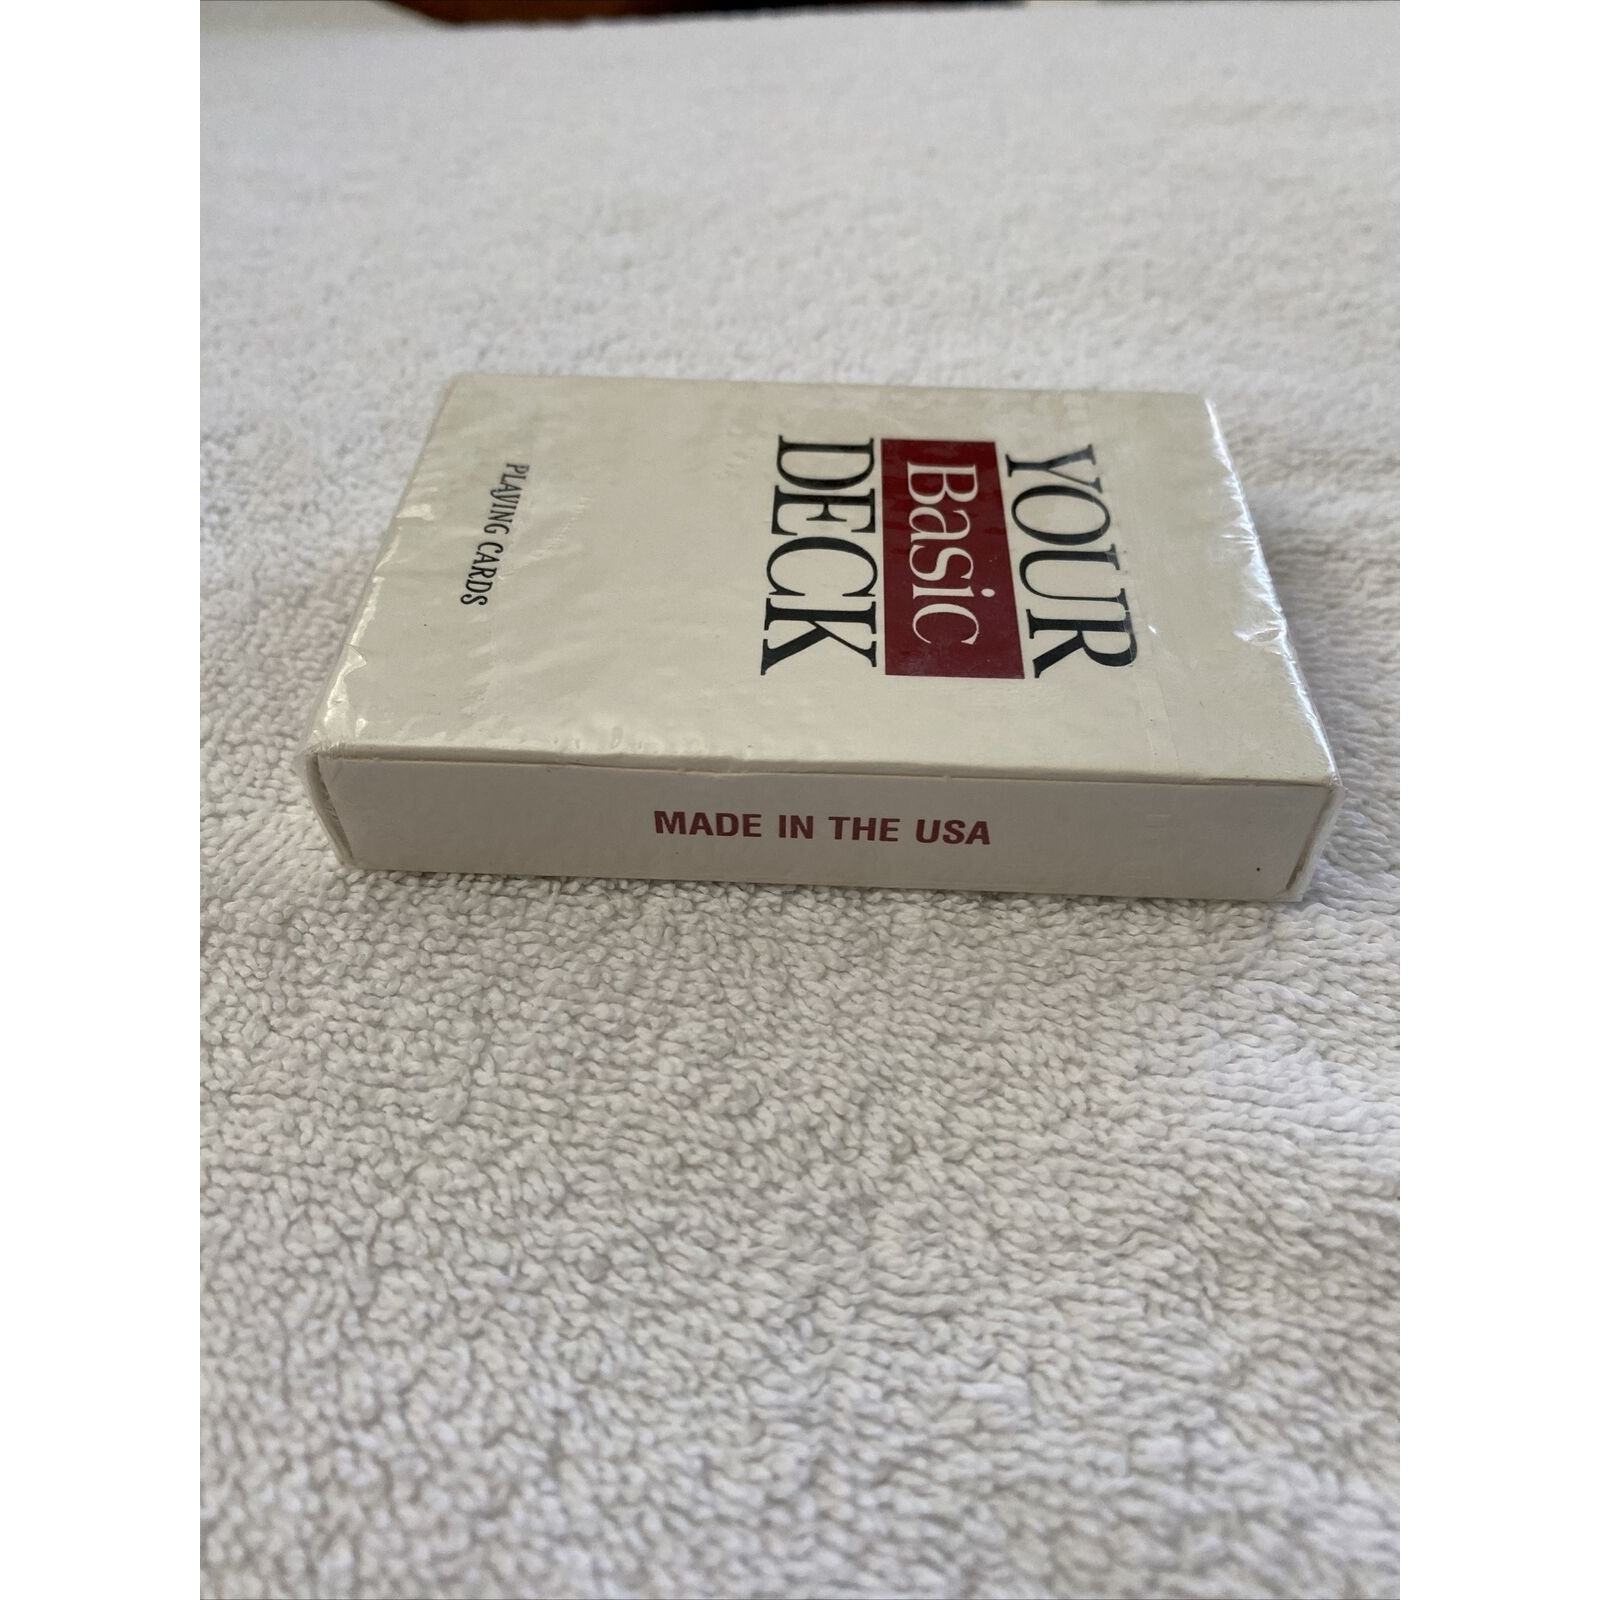 YOUR
Basic
DECK
PLAYING CARDS
MADE IN THE USA